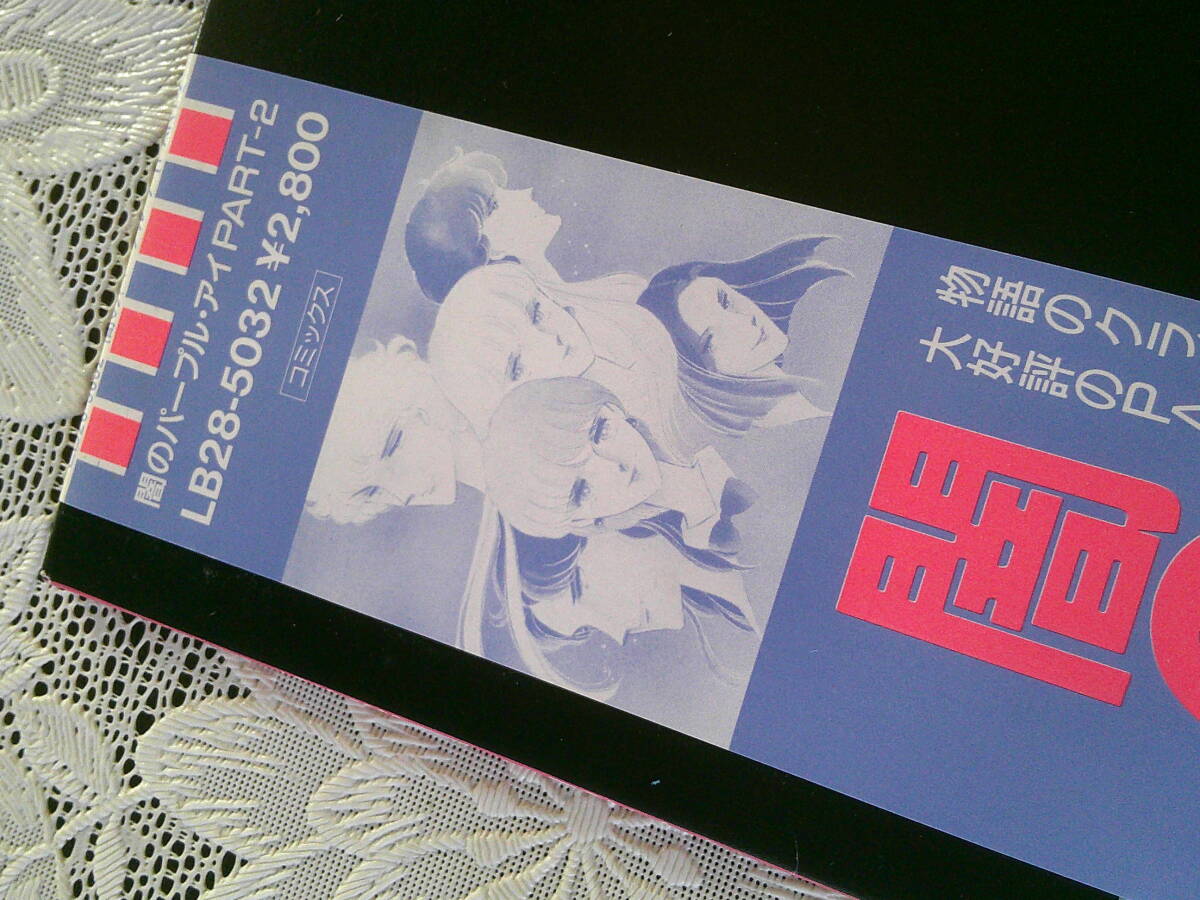 闇のパープル・アイ PART-2
LB28-5032 ¥2,800
コミックス
物語のクラ
大好評のPA
闇